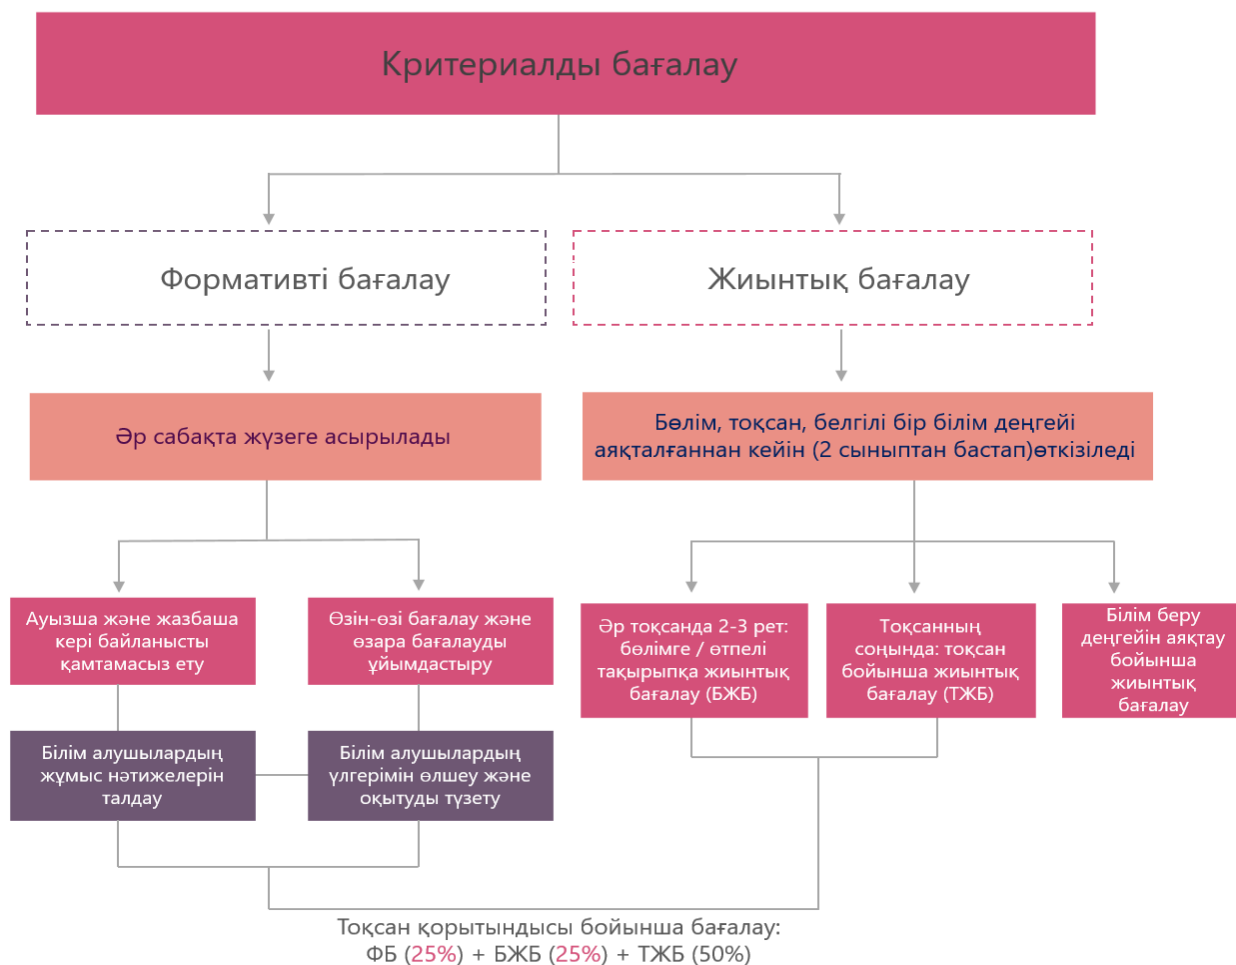 Критериалды бағалау
Формативті бағалау
Жиынтық бағалау
Әр сабақта жүзеге асырылады
Бөлім, тоқсан, белгілі бір білім деңгейі
аяқталғаннан кейін (2 сыныптан бастап)өткізіледі
Ауызша және жазбаша
кері байланысты
қамтамасыз ету
Өзін-өзі бағалау және
өзара бағалауды
ұйымдастыру
Әр тоқсанда 2-3 рет:
бөлімге / өтпелі
тақырыпқа жиынтық
бағалау (БЖБ)
Тоқсанның
соңында: тоқсан
бойынша жиынтық
бағалау (ТЖБ)
Білім беру
деңгейін аяқтау
бойынша
жиынтық
бағалау
Білім алушылардың
жұмыс нәтижелерін
талдау
Білім алушылардың
үлгерімін өлшеу және
оқытуды түзету
Тоқсан қорытындысы бойынша бағалау:
ФБ (25%) + БЖБ (25%) + ТЖБ (50%)